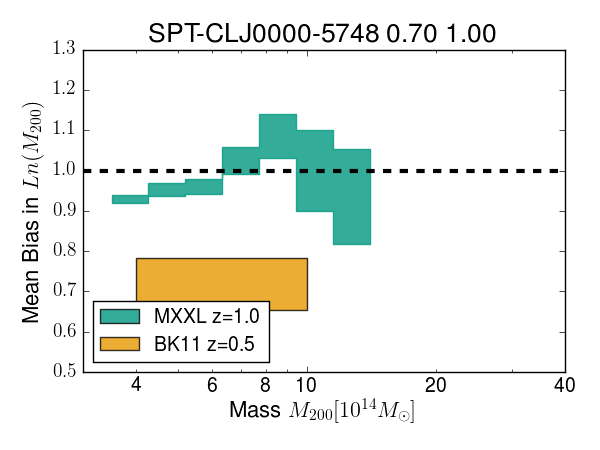 SPT-CLJ0000-5748 0.70 1.00
1.3
1.2
1.1
1.0
0.9
0.8
0.7
0.6
0.5
Mean Bias in Ln(M200)
MXXL z=1.0
BK11 z=0.5
4 6 8 10 20 40
Mass M200[10^14 M⊙]